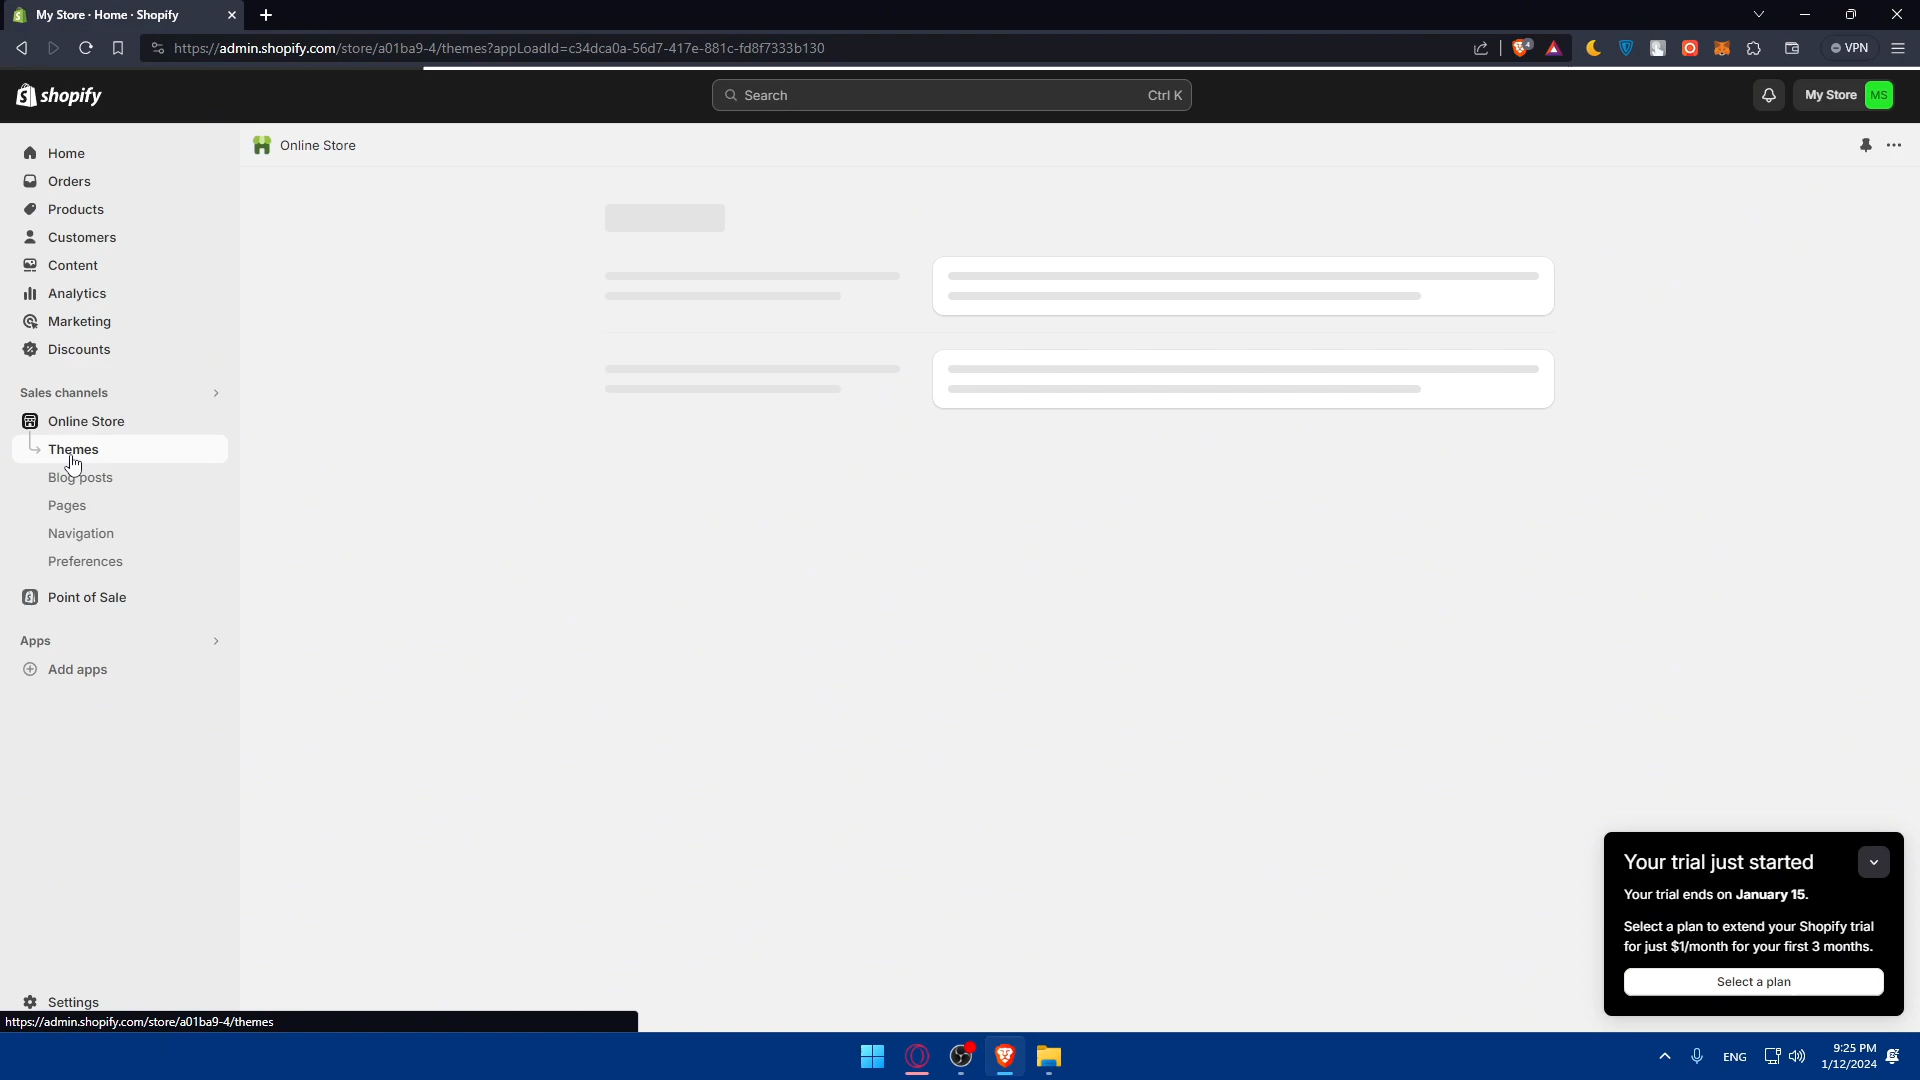 My Store · Home · Shopify
https://admin.shopify.com/store/a01ba9-4/themes?appLoadId=c34dca0a-56d7-417e-881c-fd8f7333b130
4
VPN
shopify
Search
Ctrl K
My Store
MS
Home
Orders
Products
Customers
Content
Analytics
Marketing
Discounts
Sales channels
Online Store
Themes
Blog posts
Pages
Navigation
Preferences
Point of Sale
Apps
Add apps
Settings
Online Store
Your trial just started
Your trial ends on January 15.
Select a plan to extend your Shopify trial
for just $1/month for your first 3 months.
Select a plan
https://admin.shopify.com/store/a01ba9-4/themes
ENG
9:25 PM
1/12/2024